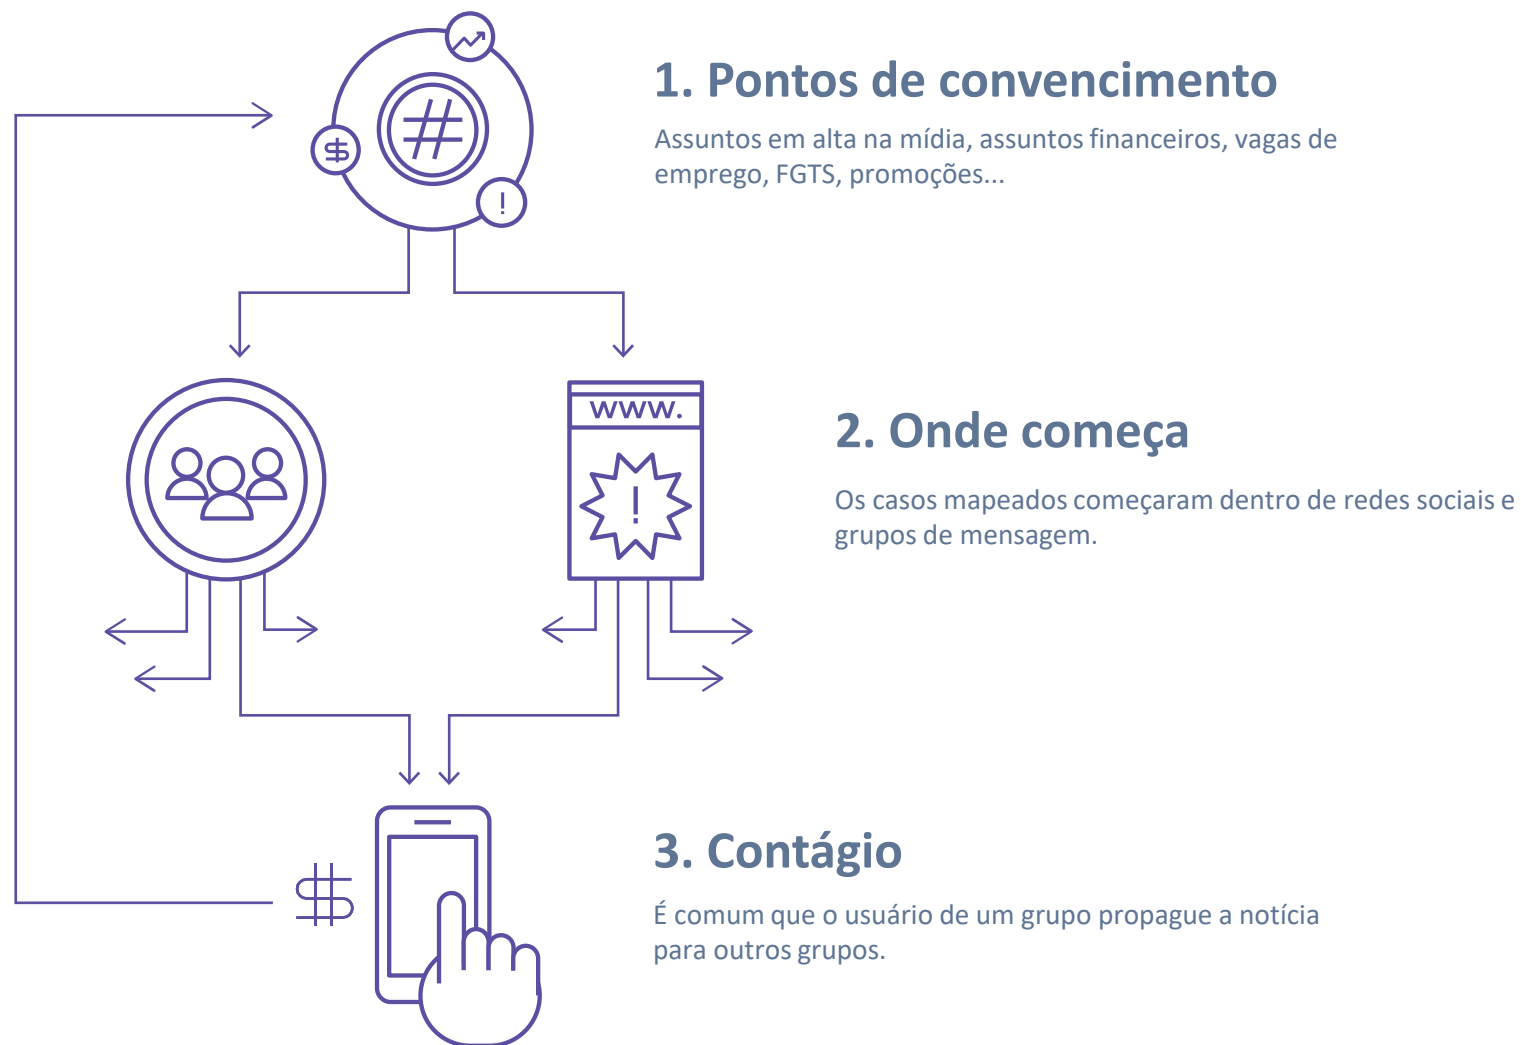 1. Pontos de convencimento
Assuntos em alta na mídia, assuntos financeiros, vagas de
emprego, FGTS, promoções...
www.
2. Onde começa
Os casos mapeados começaram dentro de redes sociais e
grupos de mensagem.
3. Contágio
É comum que o usuário de um grupo propague a notícia
para outros grupos.